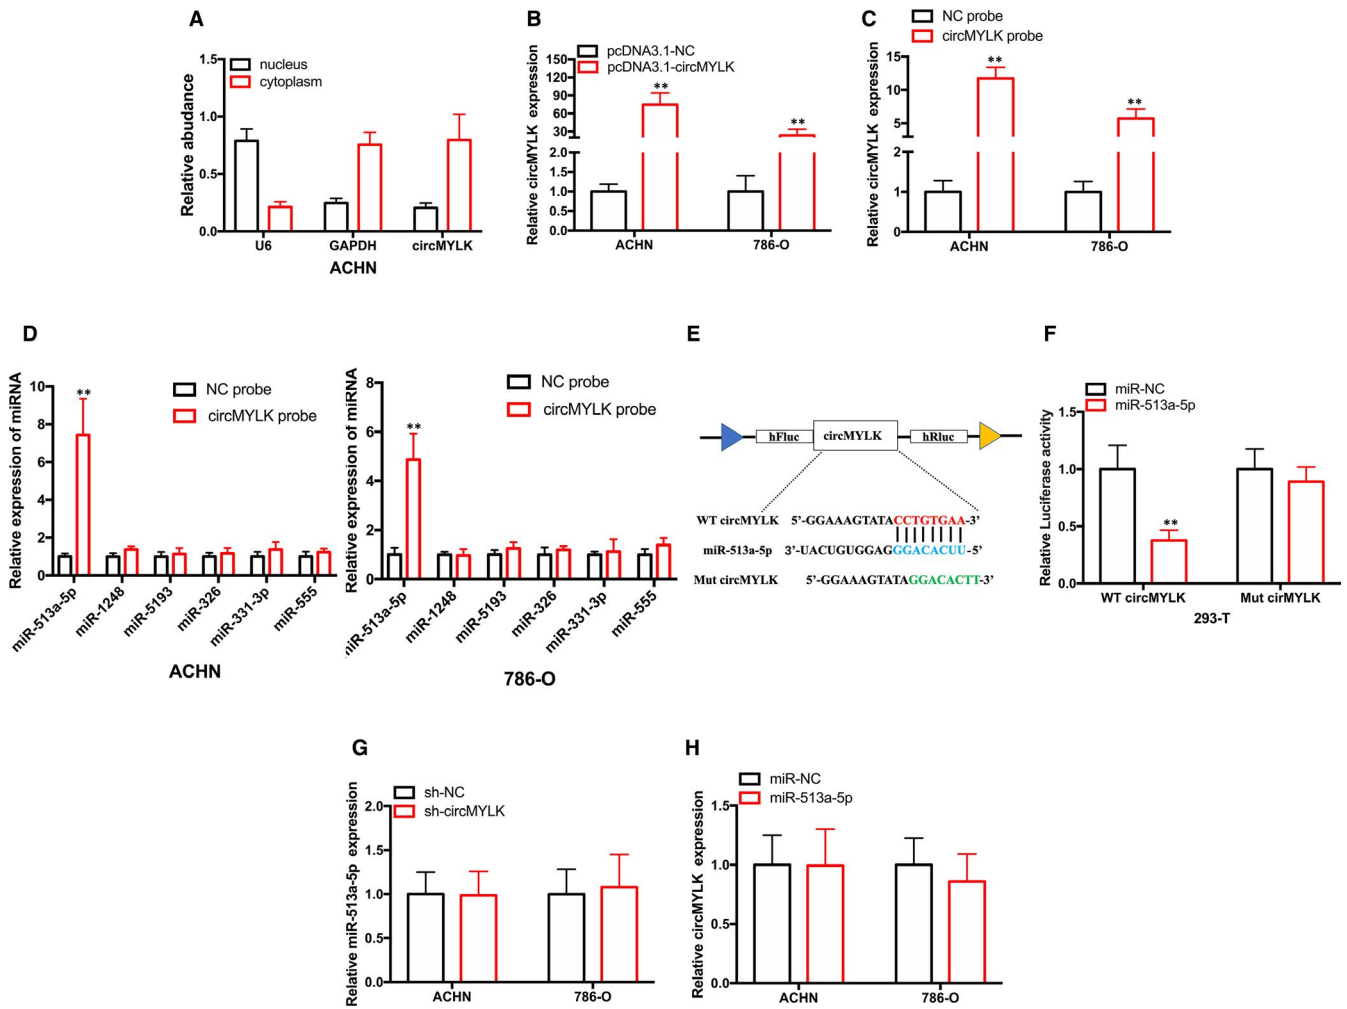 A
nucleus
cytoplasm
Relative abudance
1.5
1.0
0.5
0.0
U6 GAPDH circMYLK
ACHN
B
pcDNA3.1-NC
pcDNA3.1-circMYLK
Relative circMYLK expression
150
120
90
60
30
2.0
1.5
1.0
0.5
0.0
**
**
ACHN 786-O
C
NC probe
circMYLK probe
Relative circMYLK expression
15
10
5
2
1
0
**
**
ACHN 786-O
D
NC probe
circMYLK probe
Relative expression of miRNA
10
8
6
4
2
0
**
miR-513a-5p miR-1248 miR-5193 miR-326 miR-331-3p miR-555
ACHN
NC probe
circMYLK probe
Relative expression of miRNA
8
6
4
2
0
**
miR-513a-5p miR-1248 miR-5193 miR-326 miR-331-3p miR-555
786-O
E
hFluc circMYLK hRluc
WT circMYLK 5’-GGAAAGTATACCTGTGAA-3’
miR-513a-5p 3’-UACUGUGGAGGGACACUU-5’
Mut circMYLK 5’-GGAAAGTATAGGACACTT-3’
F
miR-NC
miR-513a-5p
Relative Luciferase activity
1.5
1.0
0.5
0.0
**
WT circMYLK Mut cirMYLK
293-T
G
sh-NC
sh-circMYLK
Relative miR-513a-5p expression
2.0
1.5
1.0
0.5
0.0
ACHN 786-O
H
miR-NC
miR-513a-5p
Relative circMYLK expression
1.5
1.0
0.5
0.0
ACHN 786-O